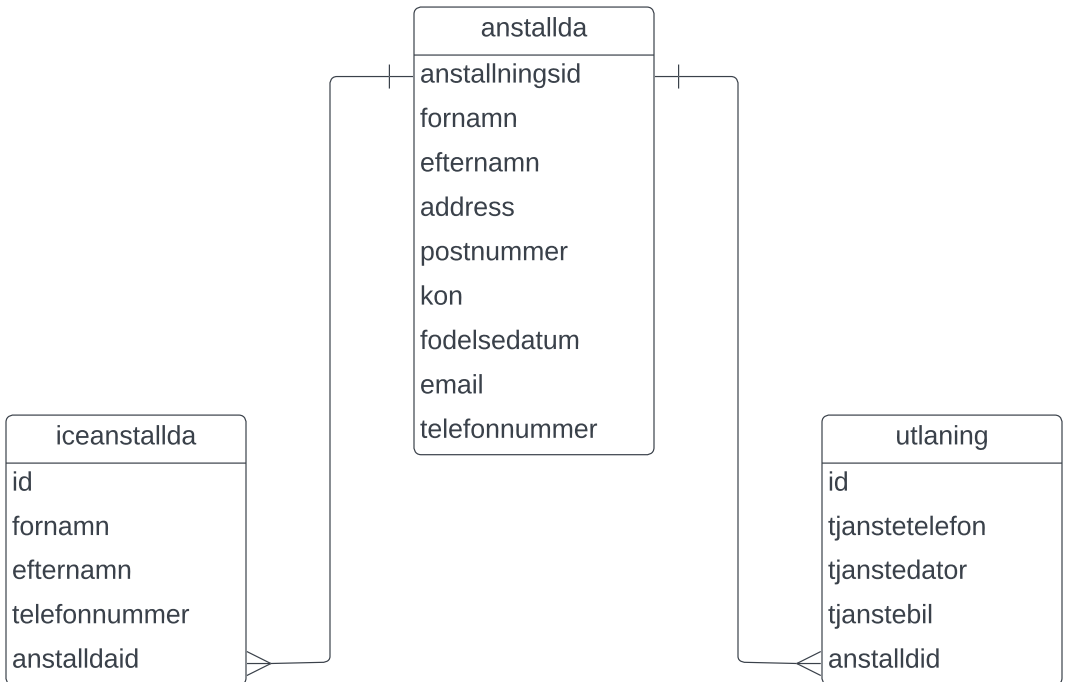 anstallda
anstallningsid
fornamn
efternamn
address
postnummer
kon
fodelsedatum
email
telefonnummer
iceanstallda
id
fornamn
efternamn
telefonnummer
anstalldaid
utlaning
id
tjanstetelefon
tjanstedator
tjanstebil
anstalldid